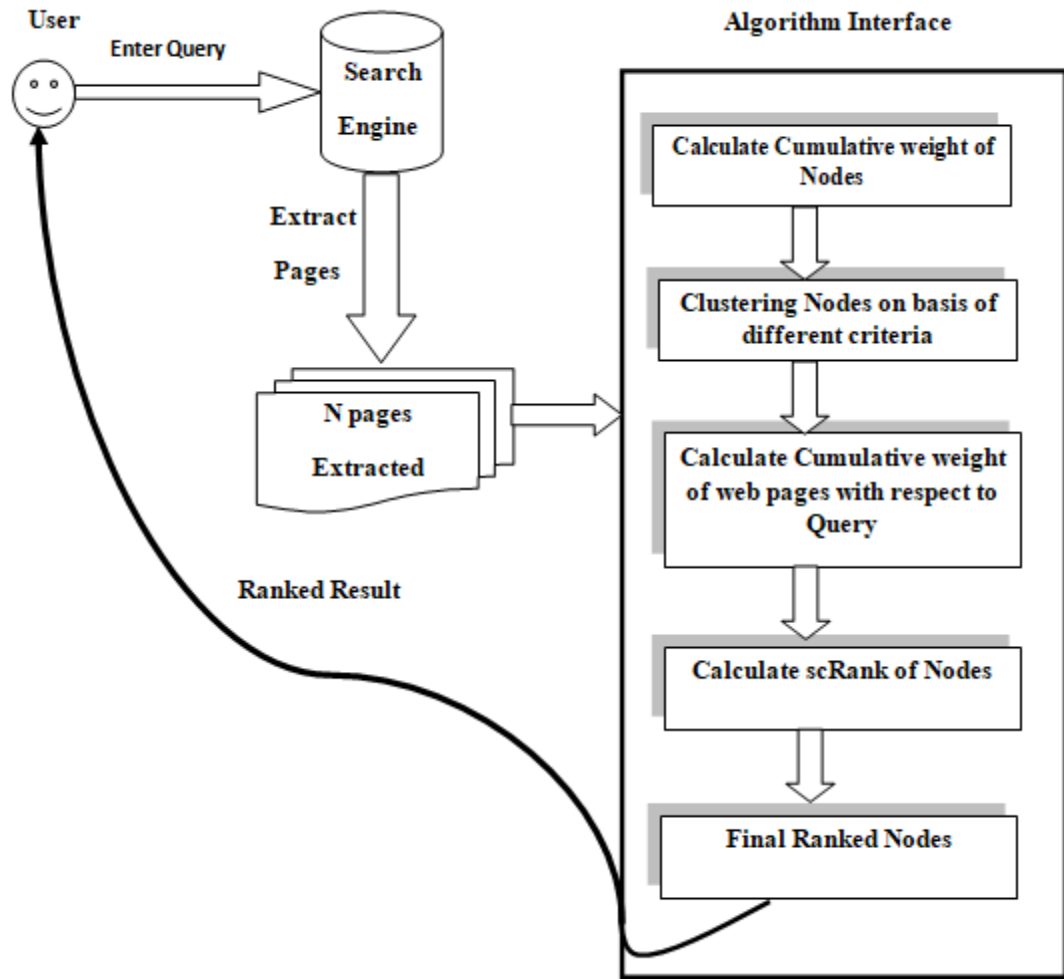 User
Enter Query
Search
Engine
Extract
Pages
N pages
Extracted
Ranked Result
Algorithm Interface
Calculate Cumulative weight of
Nodes
Clustering Nodes on basis of
different criteria
Calculate Cumulative weight
of web pages with respect to
Query
Calculate scRank of Nodes
Final Ranked Nodes